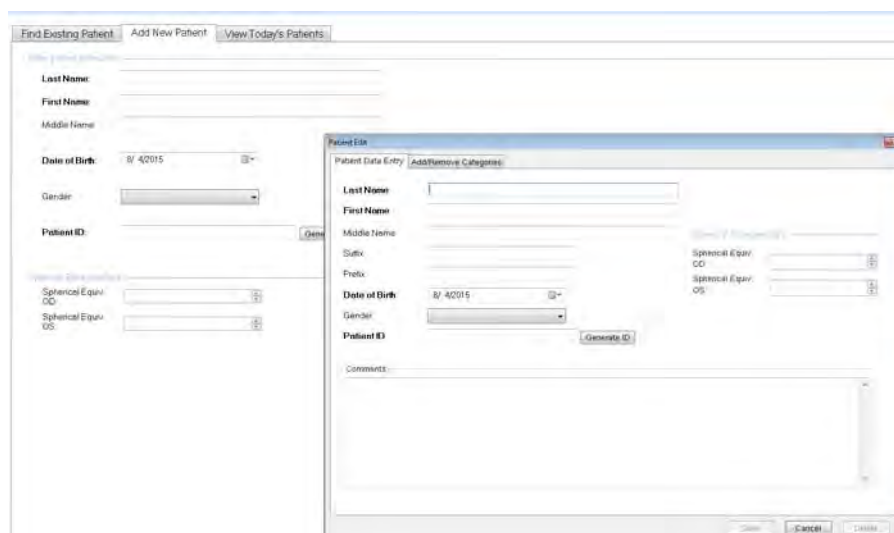 Find Existing Patient
Add New Patient
View Today's Patients
Last Name
First Name
Middle Name
Date of Birth
8/ 4/2015
Gender
Patient ID:
Spherical Equiv.
OD
Spherical Equiv.
OS
Patient Edit
Patient Data Entry
Add/Remove Categories
Last Name
First Name
Middle Name
Suffix
Prefix
Date of Birth
8/ 4/2015
Gender
Patient ID
Generate ID
Spherical Equiv.
OD
Spherical Equiv.
OS
Comments
Save
Cancel
Delete